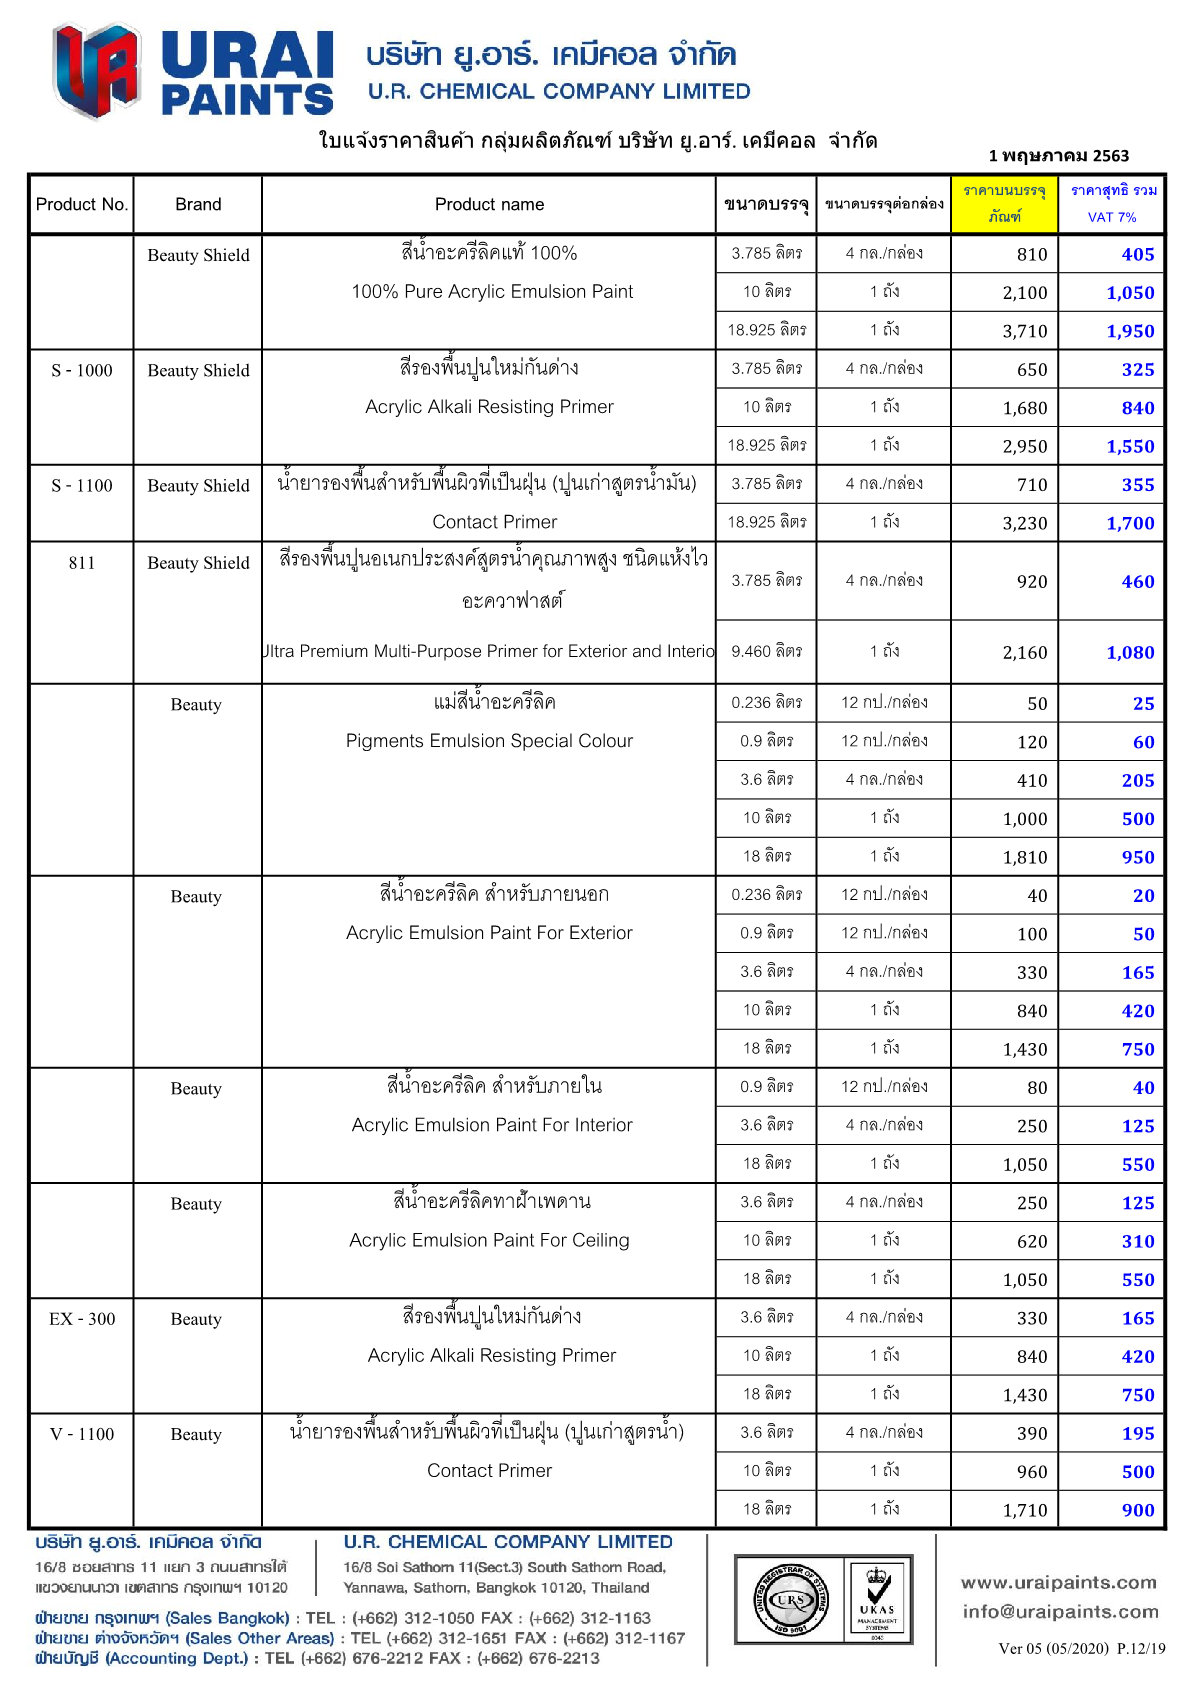 URAI
PAINTS
บริษัท ยู.อาร์. เคมีคอล จำกัด
U.R. CHEMICAL COMPANY LIMITED
ใบแจ้งราคาสินค้า กลุ่มผลิตภัณฑ์ บริษัท ยู.อาร์. เคมีคอล จำกัด
1 พฤษภาคม 2563
Product No. Brand Product name ขนาดบรรจุ ขนาดบรรจุต่อกล่อง ราคาบนบรรจุภัณฑ์ ราคาสุทธิ รวม VAT 7%
Beauty Shield สีน้ำอะครีลิคแท้ 100% 3.785 ลิตร 4 กล./กล่อง 810 405
100% Pure Acrylic Emulsion Paint 10 ลิตร 1 ถัง 2,100 1,050
18.925 ลิตร 1 ถัง 3,710 1,950
S - 1000 Beauty Shield สีรองพื้นปูนใหม่กันด่าง 3.785 ลิตร 4 กล./กล่อง 650 325
Acrylic Alkali Resisting Primer 10 ลิตร 1 ถัง 1,680 840
18.925 ลิตร 1 ถัง 2,950 1,550
S - 1100 Beauty Shield น้ำยารองพื้นสำหรับพื้นผิวที่เป็นฝุ่น (ปูนเก่าสูตรน้ำมัน) 3.785 ลิตร 4 กล./กล่อง 710 355
Contact Primer 18.925 ลิตร 1 ถัง 3,230 1,700
811 Beauty Shield สีรองพื้นปูนอเนกประสงค์สูตรน้ำคุณภาพสูง ชนิดแห้งไว
อะควาฟาสต์ 3.785 ลิตร 4 กล./กล่อง 920 460
Ultra Premium Multi-Purpose Primer for Exterior and Interio 9.460 ลิตร 1 ถัง 2,160 1,080
Beauty แม่สีน้ำอะครีลิค 0.236 ลิตร 12 กป./กล่อง 50 25
Pigments Emulsion Special Colour 0.9 ลิตร 12 กป./กล่อง 120 60
3.6 ลิตร 4 กล./กล่อง 410 205
10 ลิตร 1 ถัง 1,000 500
18 ลิตร 1 ถัง 1,810 950
Beauty สีน้ำอะครีลิค สำหรับภายนอก 0.236 ลิตร 12 กป./กล่อง 40 20
Acrylic Emulsion Paint For Exterior 0.9 ลิตร 12 กป./กล่อง 100 50
3.6 ลิตร 4 กล./กล่อง 330 165
10 ลิตร 1 ถัง 840 420
18 ลิตร 1 ถัง 1,430 750
Beauty สีน้ำอะครีลิค สำหรับภายใน 0.9 ลิตร 12 กป./กล่อง 80 40
Acrylic Emulsion Paint For Interior 3.6 ลิตร 4 กล./กล่อง 250 125
18 ลิตร 1 ถัง 1,050 550
Beauty สีน้ำอะครีลิคทาฝ้าเพดาน 3.6 ลิตร 4 กล./กล่อง 250 125
Acrylic Emulsion Paint For Ceiling 10 ลิตร 1 ถัง 620 310
18 ลิตร 1 ถัง 1,050 550
EX - 300 Beauty สีรองพื้นปูนใหม่กันด่าง 3.6 ลิตร 4 กล./กล่อง 330 165
Acrylic Alkali Resisting Primer 10 ลิตร 1 ถัง 840 420
18 ลิตร 1 ถัง 1,430 750
V - 1100 Beauty น้ำยารองพื้นสำหรับพื้นผิวที่เป็นฝุ่น (ปูนเก่าสูตรน้ำ) 3.6 ลิตร 4 กล./กล่อง 390 195
Contact Primer 10 ลิตร 1 ถัง 960 500
18 ลิตร 1 ถัง 1,710 900
บริษัท ยู.อาร์. เคมีคอล จำกัด
16/8 ซอยสาทร 11 แยก 3 ถนนสาทรใต้
แขวงยานนาวา เขตสาทร กรุงเทพฯ 10120
U.R. CHEMICAL COMPANY LIMITED
16/8 Soi Sathorn 11(Sect.3) South Sathorn Road,
Yannawa, Sathorn, Bangkok 10120, Thailand
ฝ่ายขาย กรุงเทพฯ (Sales Bangkok) : TEL : (+662) 312-1050 FAX : (+662) 312-1163
ฝ่ายขาย ต่างจังหวัดฯ (Sales Other Areas) : TEL (+662) 312-1651 FAX : (+662) 312-1167
ฝ่ายบัญชี (Accounting Dept.) : TEL (+662) 676-2212 FAX : (+662) 676-2213
UNITED REGISTRAR OF SYSTEMS
URS
ISO 9001
UKAS
MANAGEMENT
SYSTEMS
www.uraipaints.com
info@uraipaints.com
Ver 05 (05/2020) P.12/19